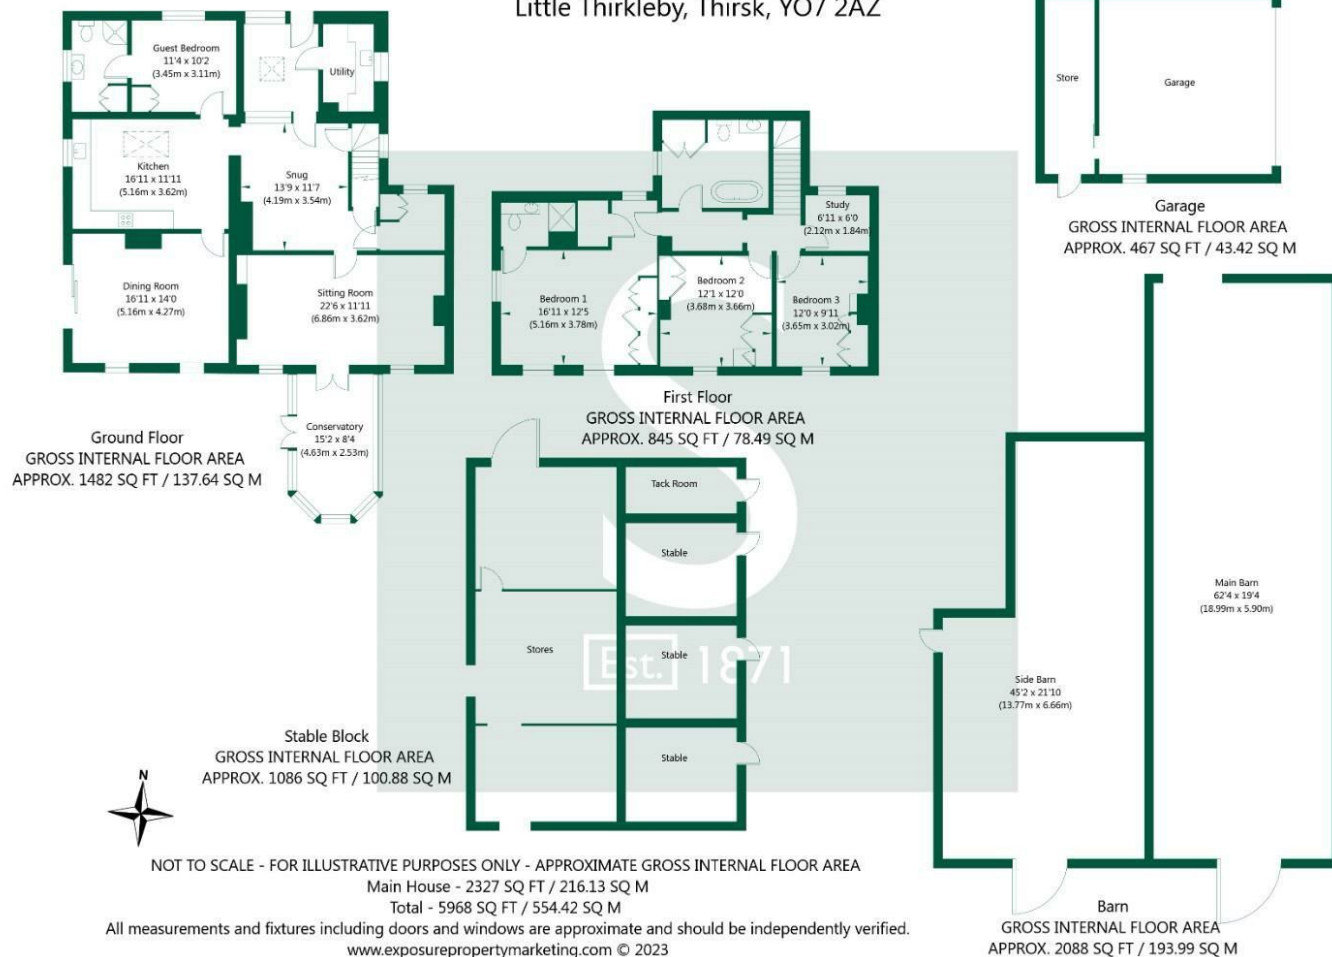 Little Thirkleby, Thirsk, YO7 2AZ
Guest Bedroom
11'4 x 10'2
(3.45m x 3.11m)
Utility
Kitchen
16'11 x 11'11
(5.16m x 3.62m)
Snug
13'9 x 11'7
(4.19m x 3.54m)
Dining Room
16'11 x 14'0
(5.16m x 4.27m)
Sitting Room
22'6 x 11'11
(6.86m x 3.62m)
Conservatory
15'2 x 8'4
(4.63m x 2.53m)
Ground Floor
GROSS INTERNAL FLOOR AREA
APPROX. 1482 SQ FT / 137.64 SQ M
Study
6'11 x 6'0
(2.12m x 1.84m)
Bedroom 1
16'11 x 12'5
(5.16m x 3.78m)
Bedroom 2
12'1 x 12'0
(3.68m x 3.66m)
Bedroom 3
12'0 x 9'11
(3.65m x 3.02m)
First Floor
GROSS INTERNAL FLOOR AREA
APPROX. 845 SQ FT / 78.49 SQ M
Store
Garage
Garage
GROSS INTERNAL FLOOR AREA
APPROX. 467 SQ FT / 43.42 SQ M
Tack Room
Stable
Stores
Stable
Stable
S
Est. 1871
Stable Block
GROSS INTERNAL FLOOR AREA
APPROX. 1086 SQ FT / 100.88 SQ M
Main Barn
62'4 x 19'4
(18.99m x 5.90m)
Side Barn
45'2 x 21'10
(13.77m x 6.66m)
Barn
GROSS INTERNAL FLOOR AREA
APPROX. 2088 SQ FT / 193.99 SQ M
N
NOT TO SCALE - FOR ILLUSTRATIVE PURPOSES ONLY - APPROXIMATE GROSS INTERNAL FLOOR AREA
Main House - 2327 SQ FT / 216.13 SQ M
Total - 5968 SQ FT / 554.42 SQ M
All measurements and fixtures including doors and windows are approximate and should be independently verified.
www.exposurepropertymarketing.com © 2023